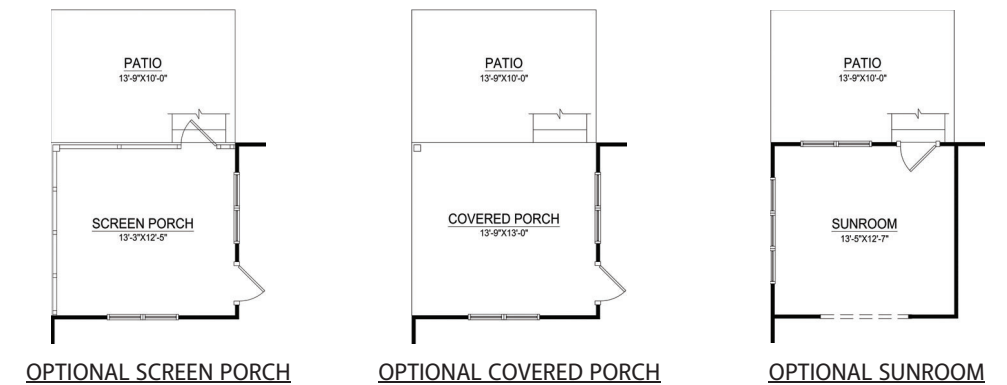 PATIO
13'-9"X10'-0"
SCREEN PORCH
13'-3"X12'-5"
OPTIONAL SCREEN PORCH
PATIO
13'-9"X10'-0"
COVERED PORCH
13'-9"X13'-0"
OPTIONAL COVERED PORCH
PATIO
13'-9"X10'-0"
SUNROOM
13'-5"X12'-7"
OPTIONAL SUNROOM